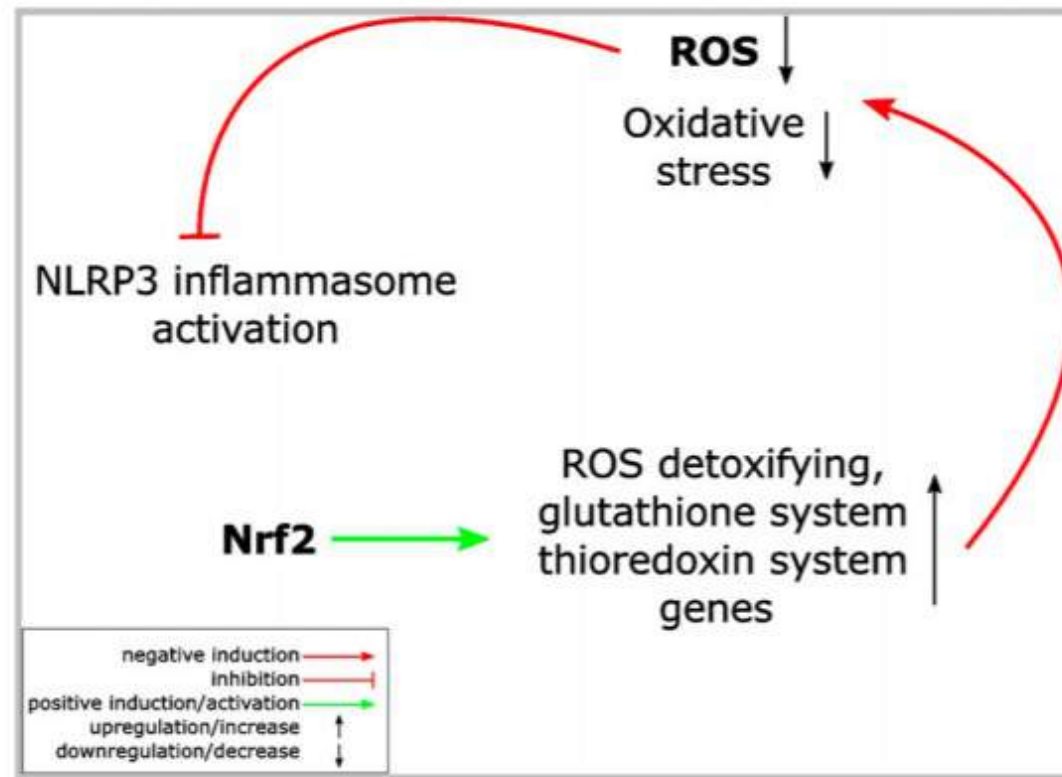 ROS
Oxidative
stress
NLRP3 inflammasome
activation
ROS detoxifying,
glutathione system
thioredoxin system
genes
Nrf2
negative induction
inhibition
positive induction/activation
upregulation/increase
downregulation/decrease